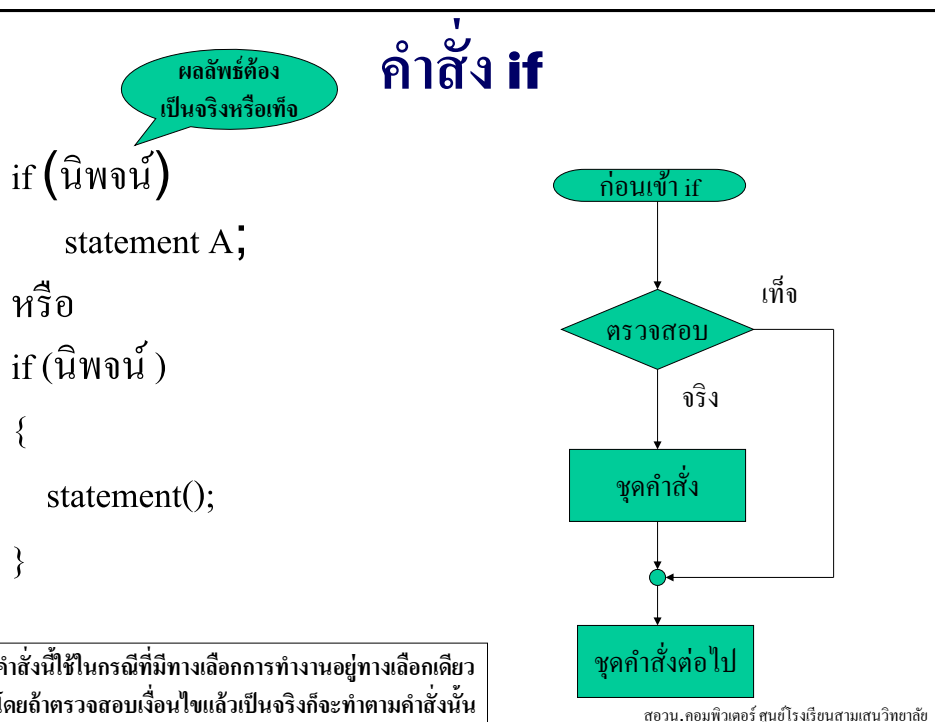 คำสั่ง if
ผลลัพธ์ต้อง
เป็นจริงหรือเท็จ
if (นิพจน์)
statement A;
หรือ
if (นิพจน์ )
{
statement();
}
ก่อนเข้า if
ตรวจสอบ
เท็จ
จริง
ชุดคำสั่ง
ชุดคำสั่งต่อไป
คำสั่งนี้ใช้ในกรณีที่มีทางเลือกการทำงานอยู่ทางเลือกเดียว
โดยถ้าตรวจสอบเงื่อนไขแล้วเป็นจริงก็จะทำตามคำสั่งนั้น
สอวน.คอมพิวเตอร์ ศูนย์โรงเรียนสามเสนวิทยาลัย